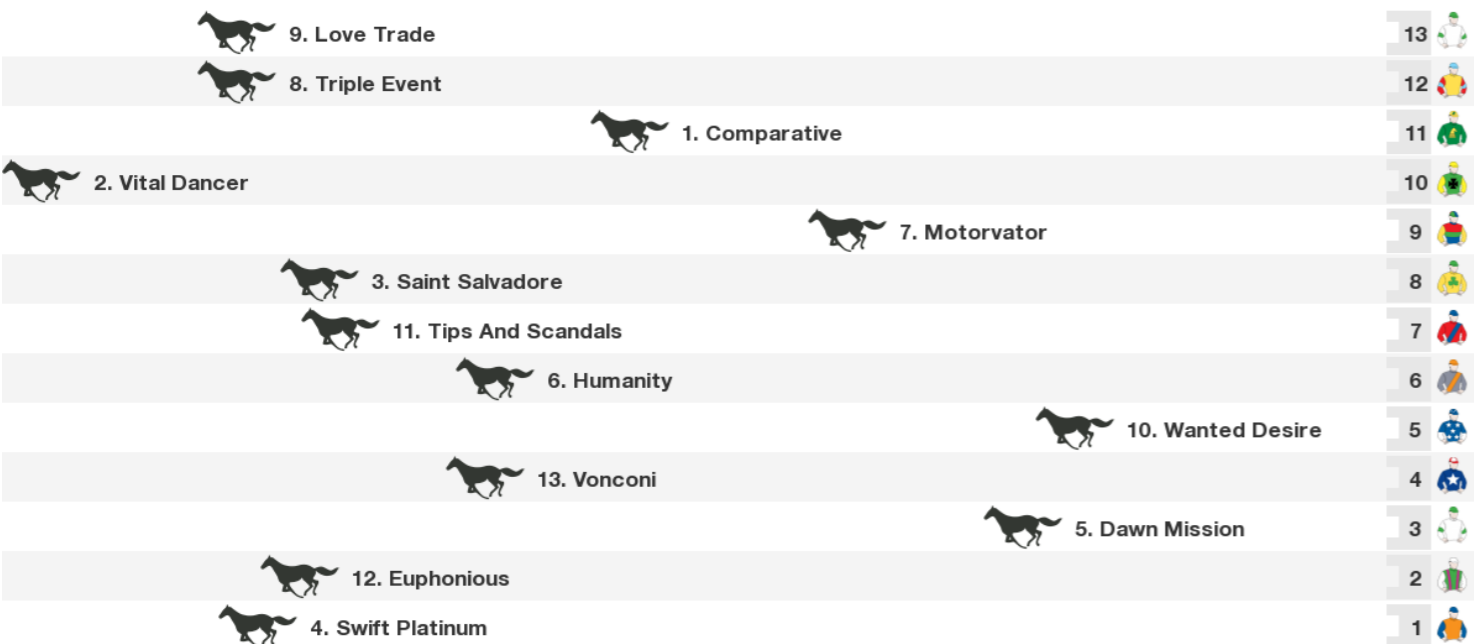 9. Love Trade 13
8. Triple Event 12
1. Comparative 11
2. Vital Dancer 10
7. Motorvator 9
3. Saint Salvadore 8
11. Tips And Scandals 7
6. Humanity 6
10. Wanted Desire 5
13. Vonconi 4
5. Dawn Mission 3
12. Euphonious 2
4. Swift Platinum 1